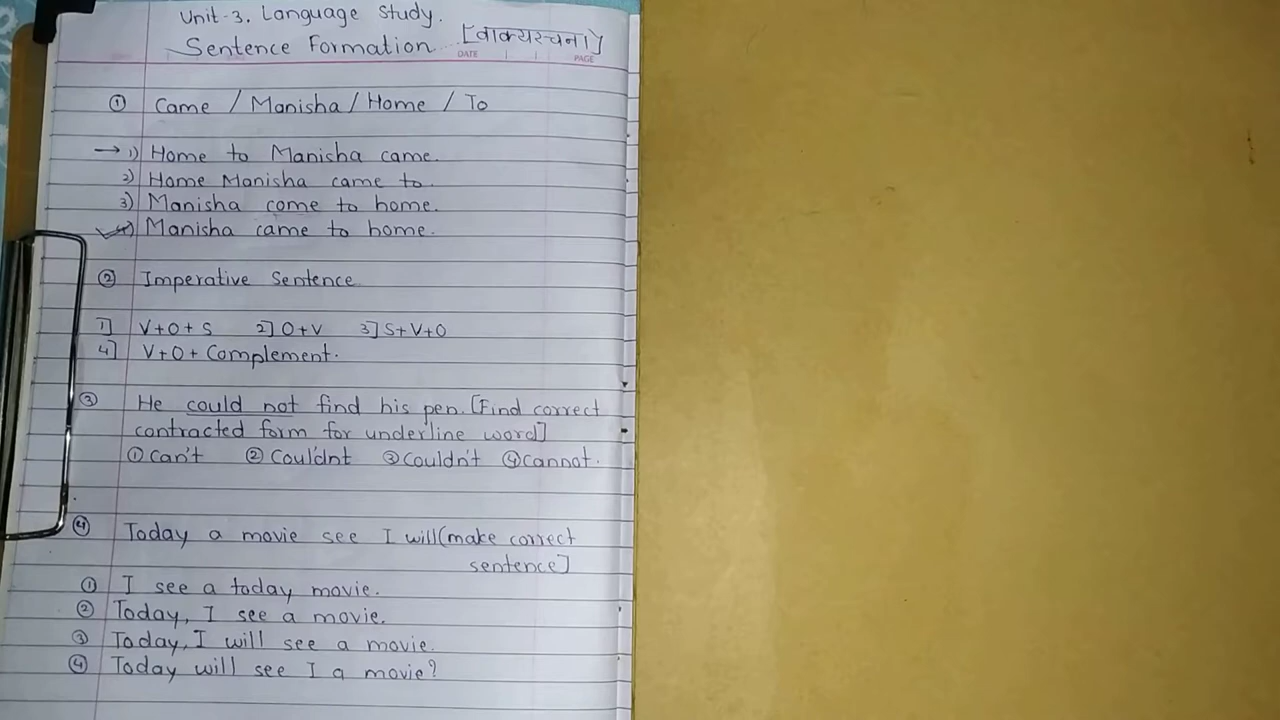 Unit-3. Language Study.
Sentence Formation [वाक्यरचना]
DATE PAGE
① Came / Manisha / Home / To
→ 1) Home to Manisha came.
2) Home Manisha came to.
3) Manisha come to home.
4) Manisha came to home.
② Imperative Sentence
1] V+O+S 2] O+V 3] S+V+O
4] V+O+Complement.
③ He could not find his pen. [Find correct
contracted form for underline word]
① Can't ② Could'nt ③ Couldn't ④ Cannot.
④ Today a movie see I will (make correct
sentence]
① I see a today movie.
② Today, I see a movie.
③ Today, I will see a movie.
④ Today will see I a movie?